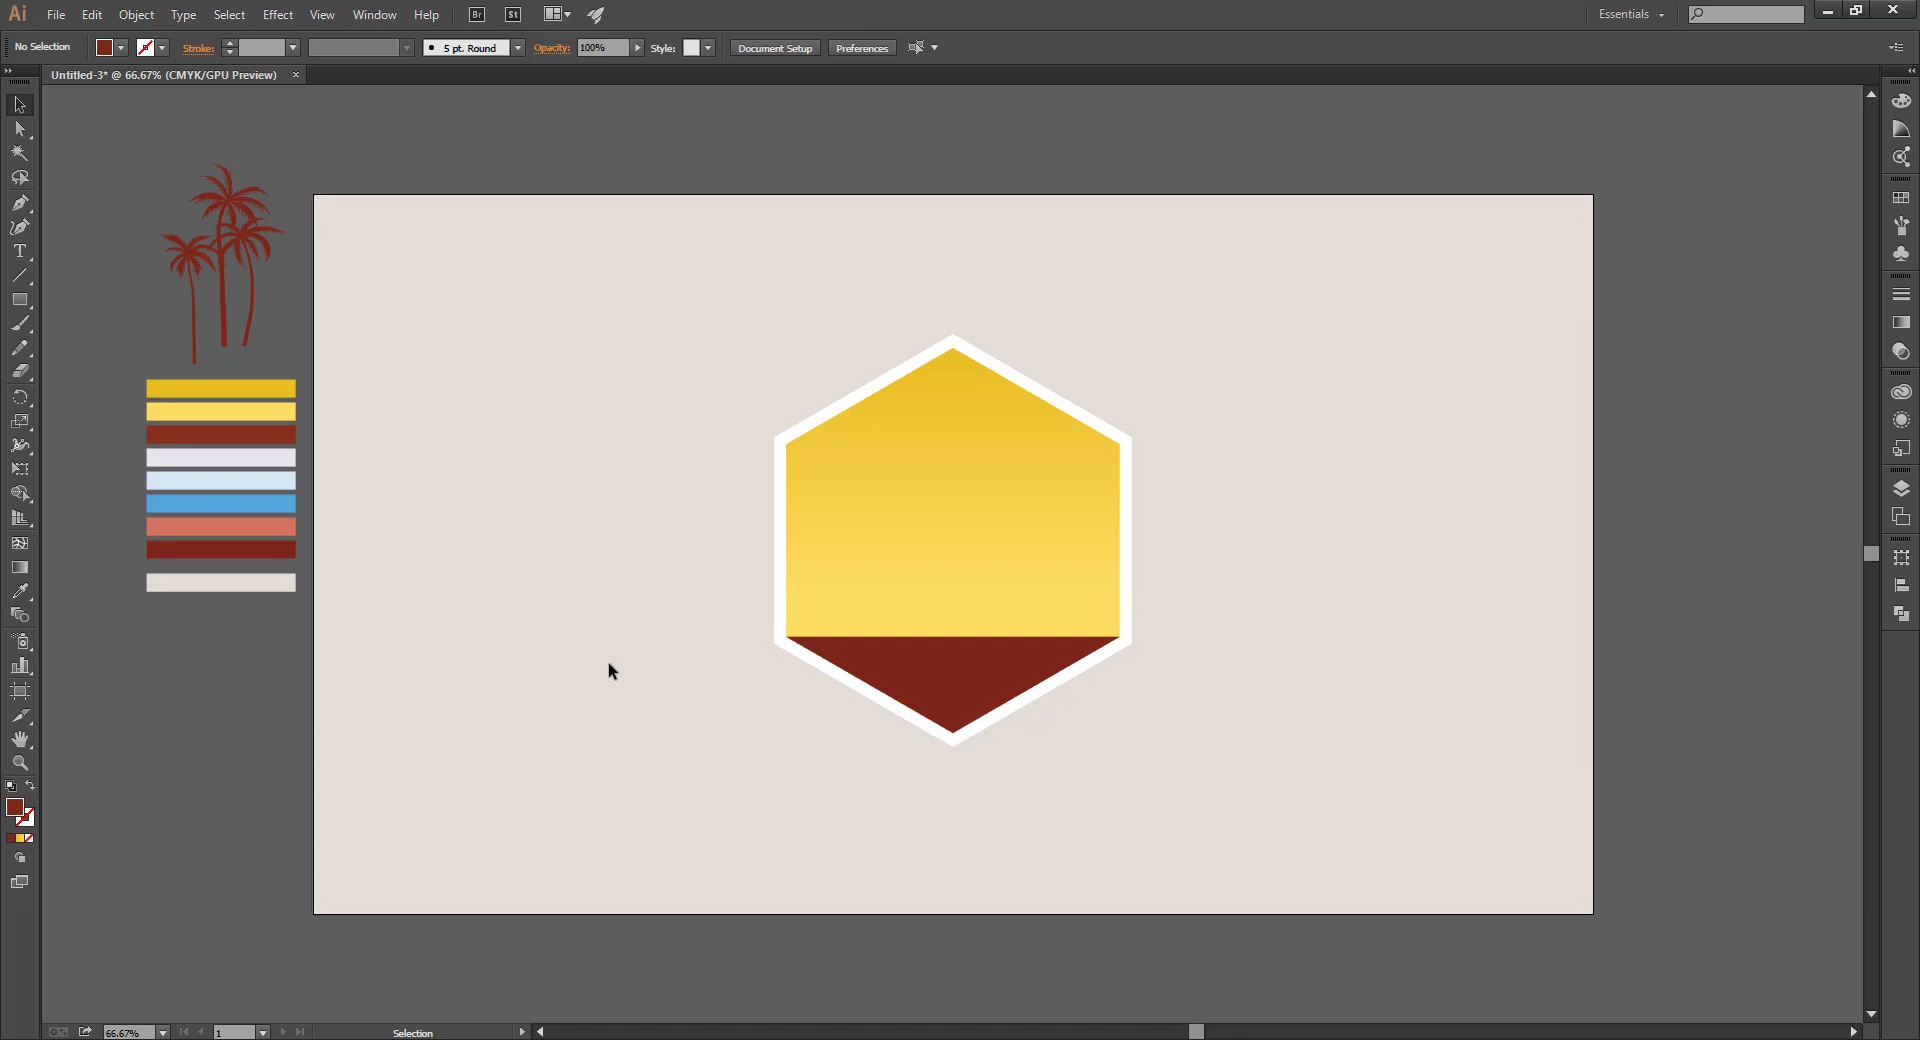 Ai File Edit Object Type Select Effect View Window Help Br St Essentials
No Selection Stroke: 5 pt. Round Opacity: 100% Style: Document Setup Preferences
Untitled-3* @ 66.67% (CMYK/GPU Preview)
66.67% 1 Selection